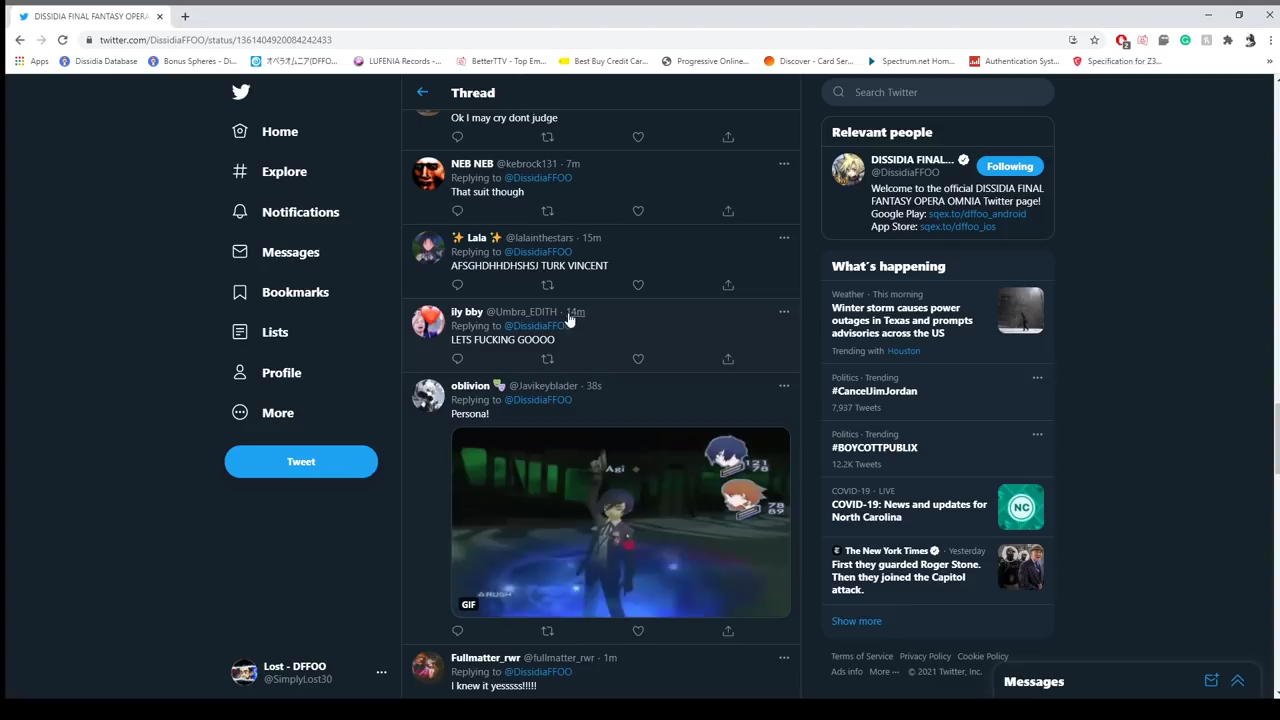 DISSIDIA FINAL FANTASY OPERA
twitter.com/DissidiaFFOO/status/1361404920084242433
Apps
Dissidia Database
Bonus Spheres - Di...
オペラオムニア(DFFO...
LUFENIA Records -...
BetterTTV - Top Em...
Best Buy Credit Car...
Progressive Online...
Discover - Card Ser...
Spectrum.net Hom...
Authentication Syst...
Specification for Z3...
Home
Explore
Notifications
Messages
Bookmarks
Lists
Profile
More
Tweet
Lost - DFFOO
@SimplyLost30
Thread
Ok I may cry dont judge
NEB NEB @kebrock131 · 7m
Replying to @DissidiaFFOO
That suit though
✨ Lala ✨ @lalainthestars · 15m
Replying to @DissidiaFFOO
AFSGHDHHDHSHSJ TURK VINCENT
ily bby @Umbra_EDITH · 14m
Replying to @DissidiaFFOO
LETS FUCKING GOOOO
oblivion 🎭 @Javikeyblader · 38s
Replying to @DissidiaFFOO
Persona!
Agi
GIF
Fullmatter_rwr @fullmatter_rwr · 1m
Replying to @DissidiaFFOO
I knew it yesssss!!!!!
Search Twitter
Relevant people
DISSIDIA FINAL...
@DissidiaFFOO
Following
Welcome to the official DISSIDIA FINAL
FANTASY OPERA OMNIA Twitter page!
Google Play: sqex.to/dffoo_android
App Store: sqex.to/dffoo_ios
What's happening
Weather · This morning
Winter storm causes power
outages in Texas and prompts
advisories across the US
Trending with Houston
Politics · Trending
#CancelJimJordan
7,937 Tweets
Politics · Trending
#BOYCOTTPUBLIX
12.2K Tweets
COVID-19 · LIVE
COVID-19: News and updates for
North Carolina
NC
The New York Times · Yesterday
First they guarded Roger Stone.
Then they joined the Capitol
attack.
Show more
Terms of Service Privacy Policy Cookie Policy
Ads info More ··· © 2021 Twitter, Inc.
Messages